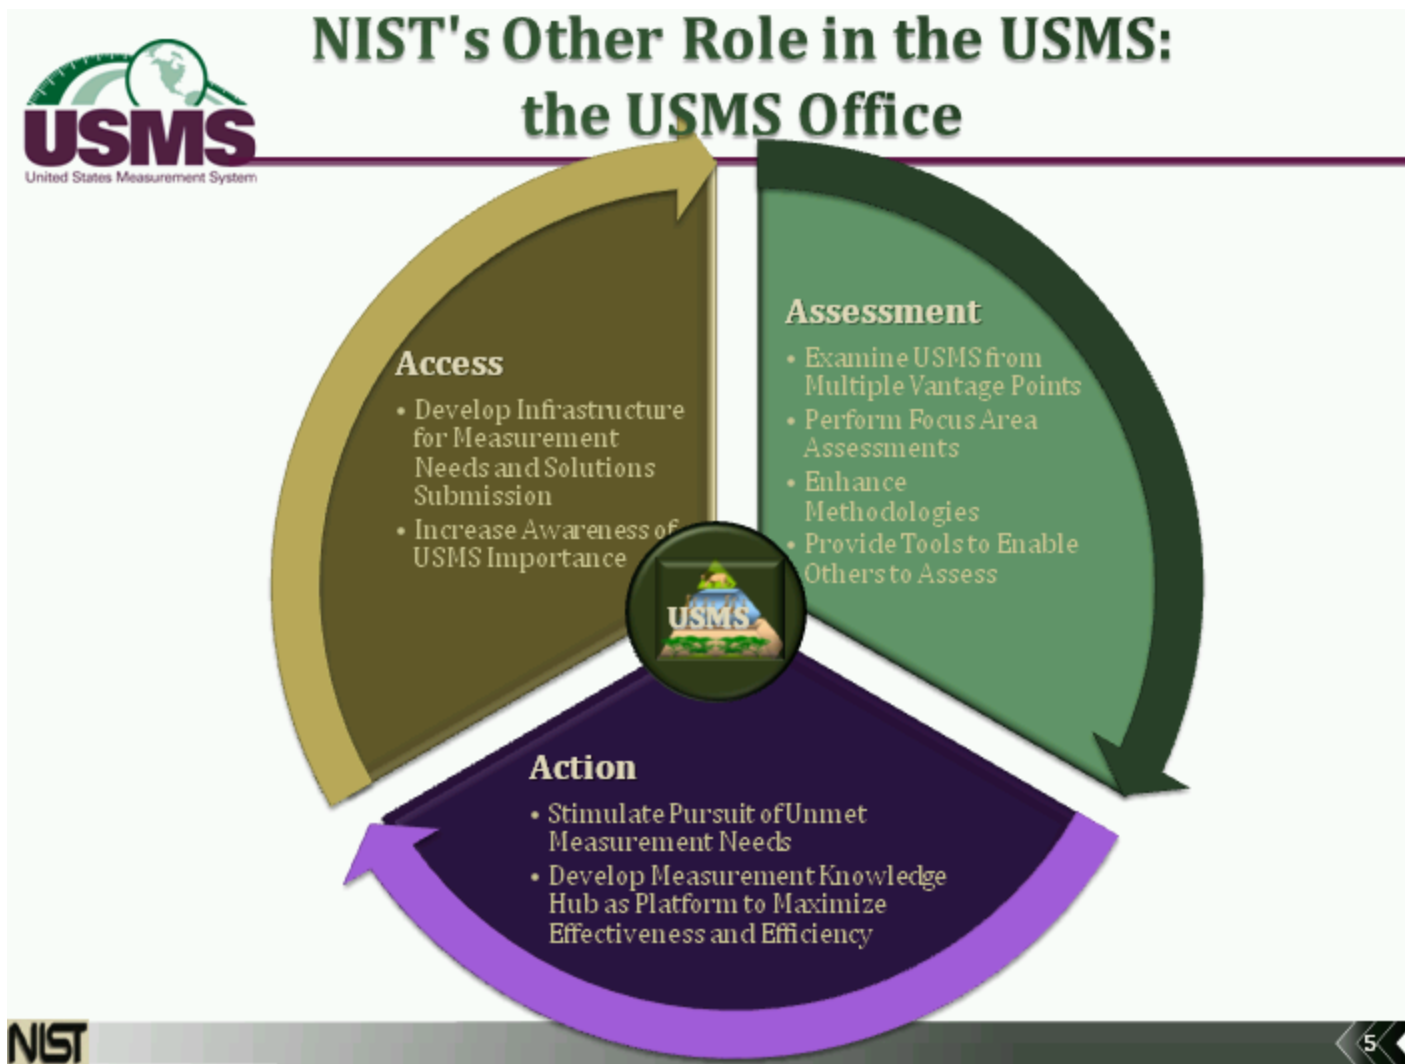 NIST's Other Role in the USMS:
the USMS Office
USMS
United States Measurement System
Access
• Develop Infrastructure
for Measurement
Needs and Solutions
Submission
• Increase Awareness of
USMS Importance
Assessment
• Examine USMS from
Multiple Vantage Points
• Perform Focus Area
Assessments
• Enhance
Methodologies
• Provide Tools to Enable
Others to Assess
USMS
Action
• Stimulate Pursuit of Unmet
Measurement Needs
• Develop Measurement Knowledge
Hub as Platform to Maximize
Effectiveness and Efficiency
NIST
5